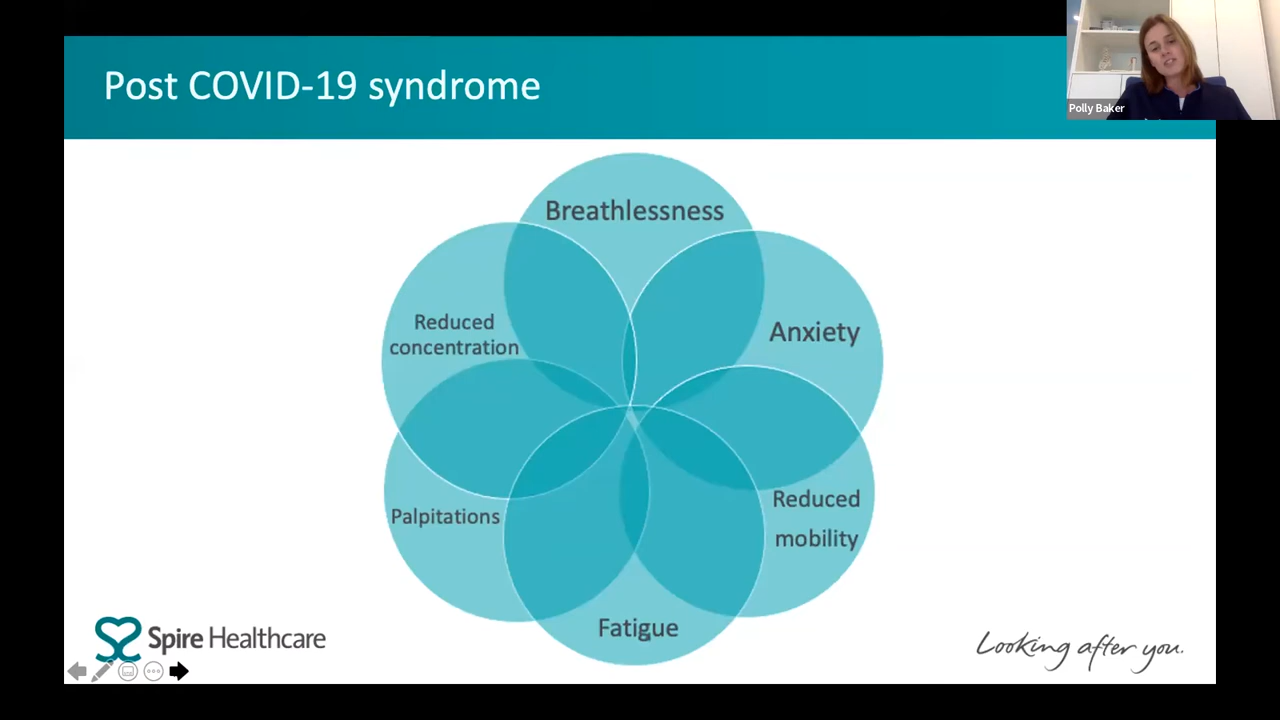 Post COVID-19 syndrome
Polly Baker
Breathlessness
Anxiety
Reduced
concentration
Reduced
mobility
Palpitations
Fatigue
Spire Healthcare
Looking after you.